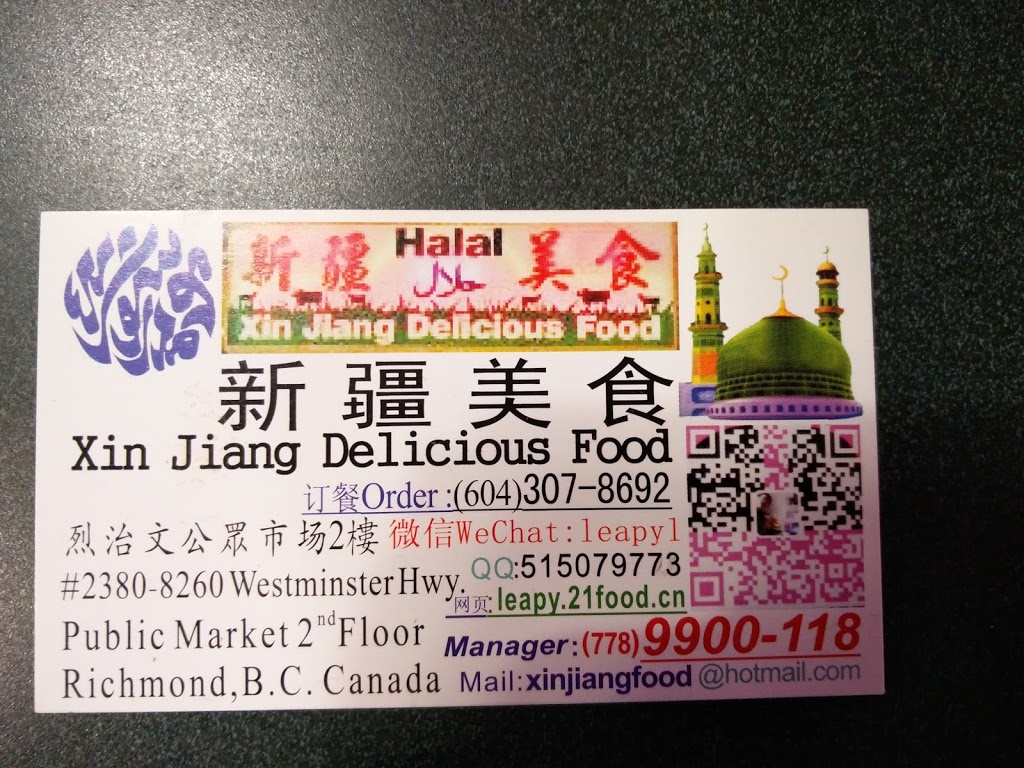 新疆 Halal 美食
حلال
Xin Jiang Delicious Food
新疆美食
Xin Jiang Delicious Food
订餐Order:(604)307-8692
烈治文公眾市场2樓
微信WeChat:leapyl
#2380-8260 Westminster Hwy.
QQ:515079773
网页: leapy.21food.cn
Public Market 2nd Floor
Manager:(778)9900-118
Richmond,B.C. Canada
Mail:xinjiangfood@hotmail.com